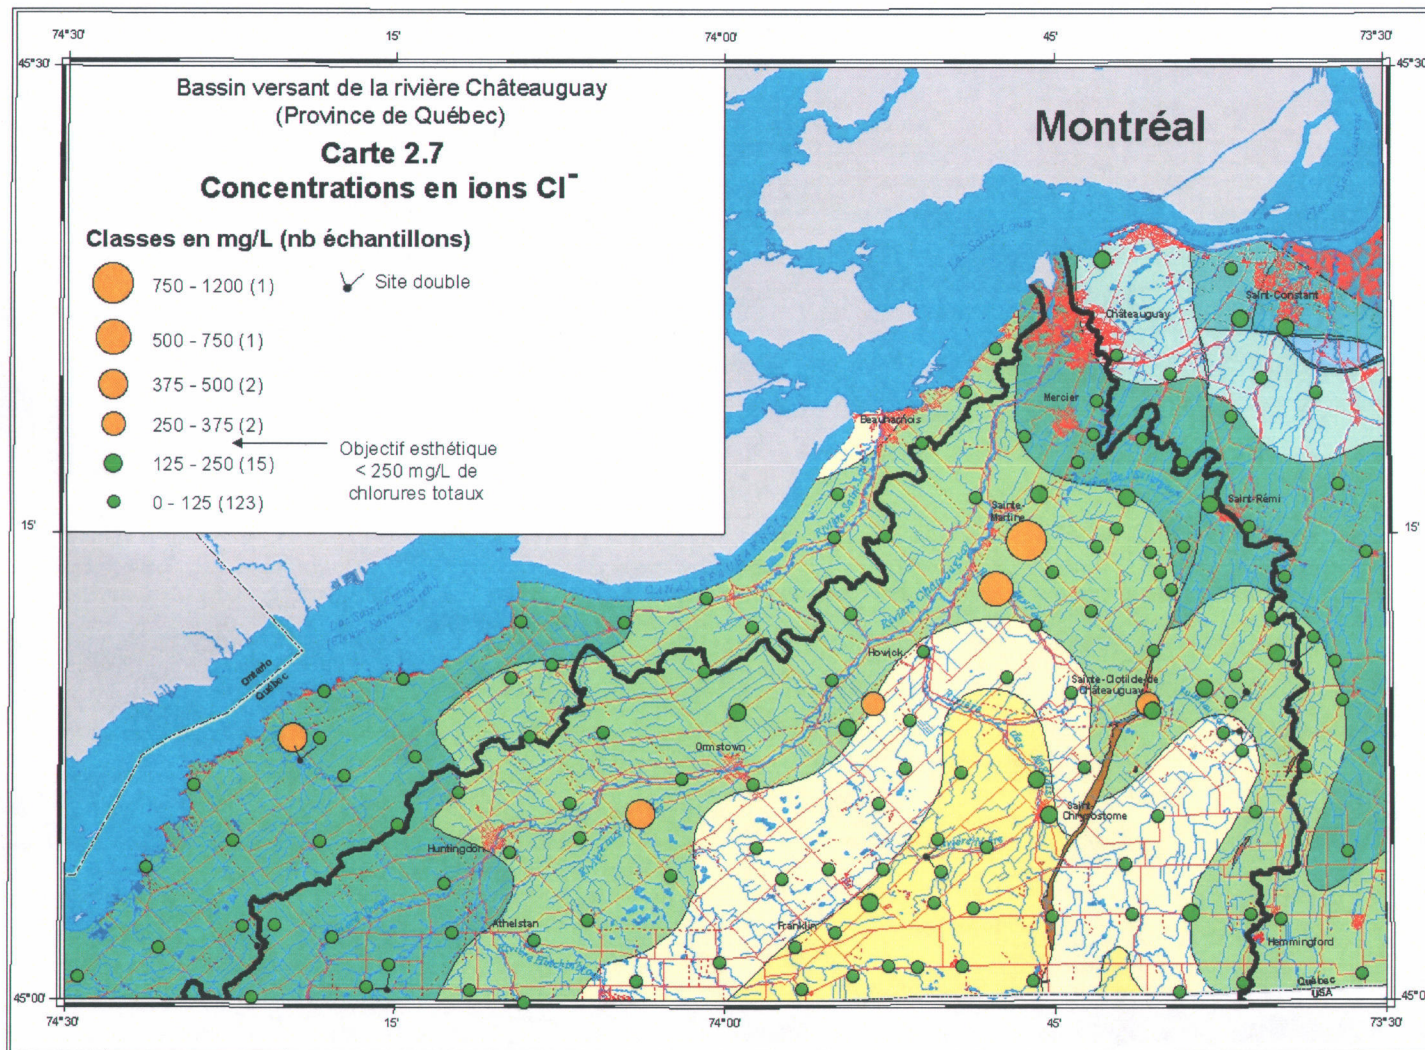 74°30'
15'
74°00'
45'
73°30'
45°30'
45°30'
Bassin versant de la rivière Châteauguay
(Province de Québec)
Carte 2.7
Concentrations en ions Cl⁻
Classes en mg/L (nb échantillons)
750 - 1200 (1)
Site double
500 - 750 (1)
375 - 500 (2)
250 - 375 (2)
125 - 250 (15)
0 - 125 (123)
Objectif esthétique
< 250 mg/L de
chlorures totaux
Montréal
Saint-Constant
Châteauguay
Mercier
Beauharnois
Saint-Rémi
Sainte-
Martine
15'
15'
Rivière Châteauguay
Ontario
Québec
Howick
Sainte-Clotilde-de
Châteauguay
Ormstown
Saint-
Chrysostome
Huntingdon
Athelstan
Franklin
Hemmingford
Québec
USA
45°00'
45°00'
74°30'
15'
74°00'
45'
73°30'